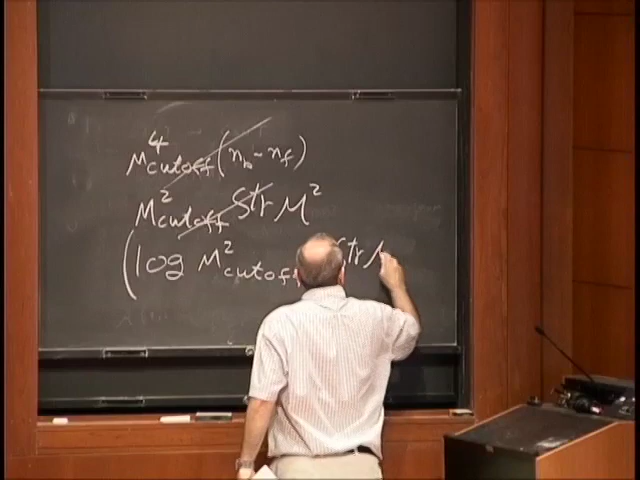 M⁴cutoff (n_b - n_f)
M²cutoff Str M²
(log M²cutoff Str M